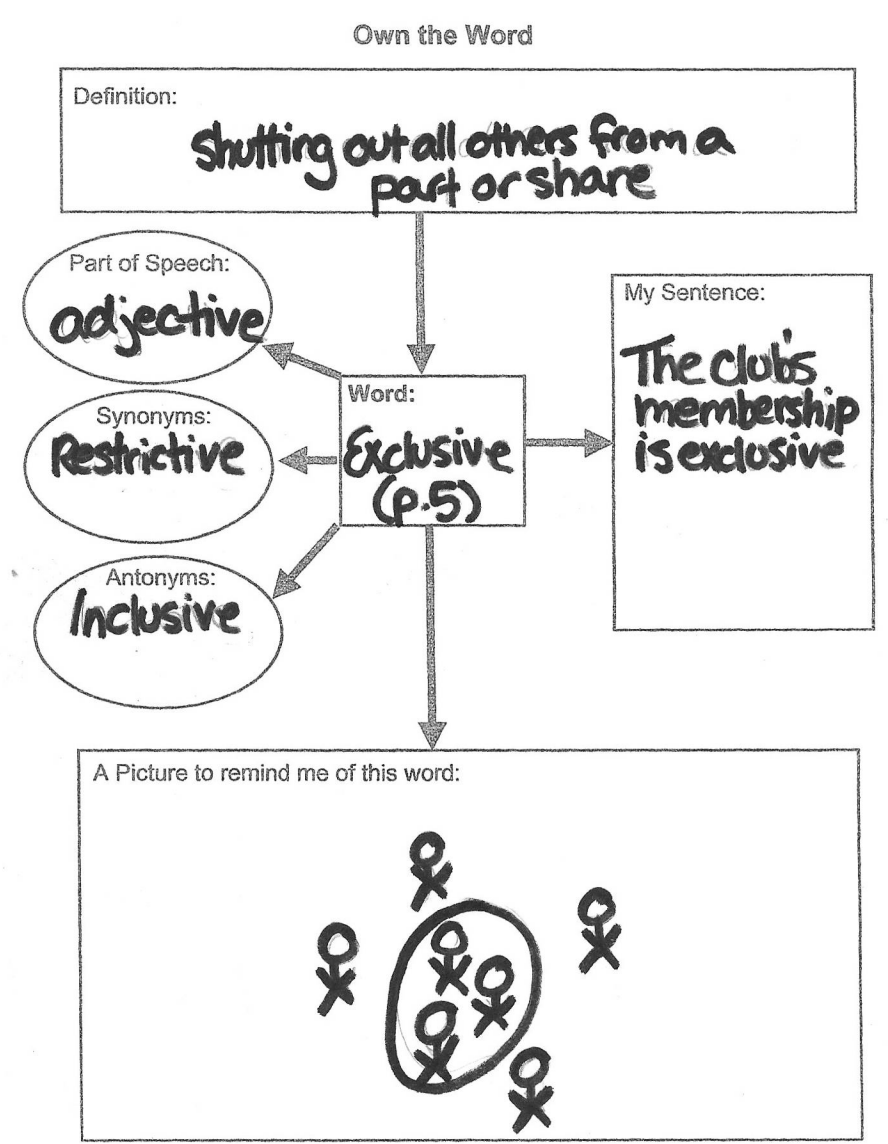 Own the Word
Definition:
Shutting out all others from a
part or share
Part of Speech:
adjective
Synonyms:
Restrictive
Antonyms:
Inclusive
Word:
Exclusive
(p.5)
My Sentence:
The club's
membership
is exclusive
A Picture to remind me of this word: